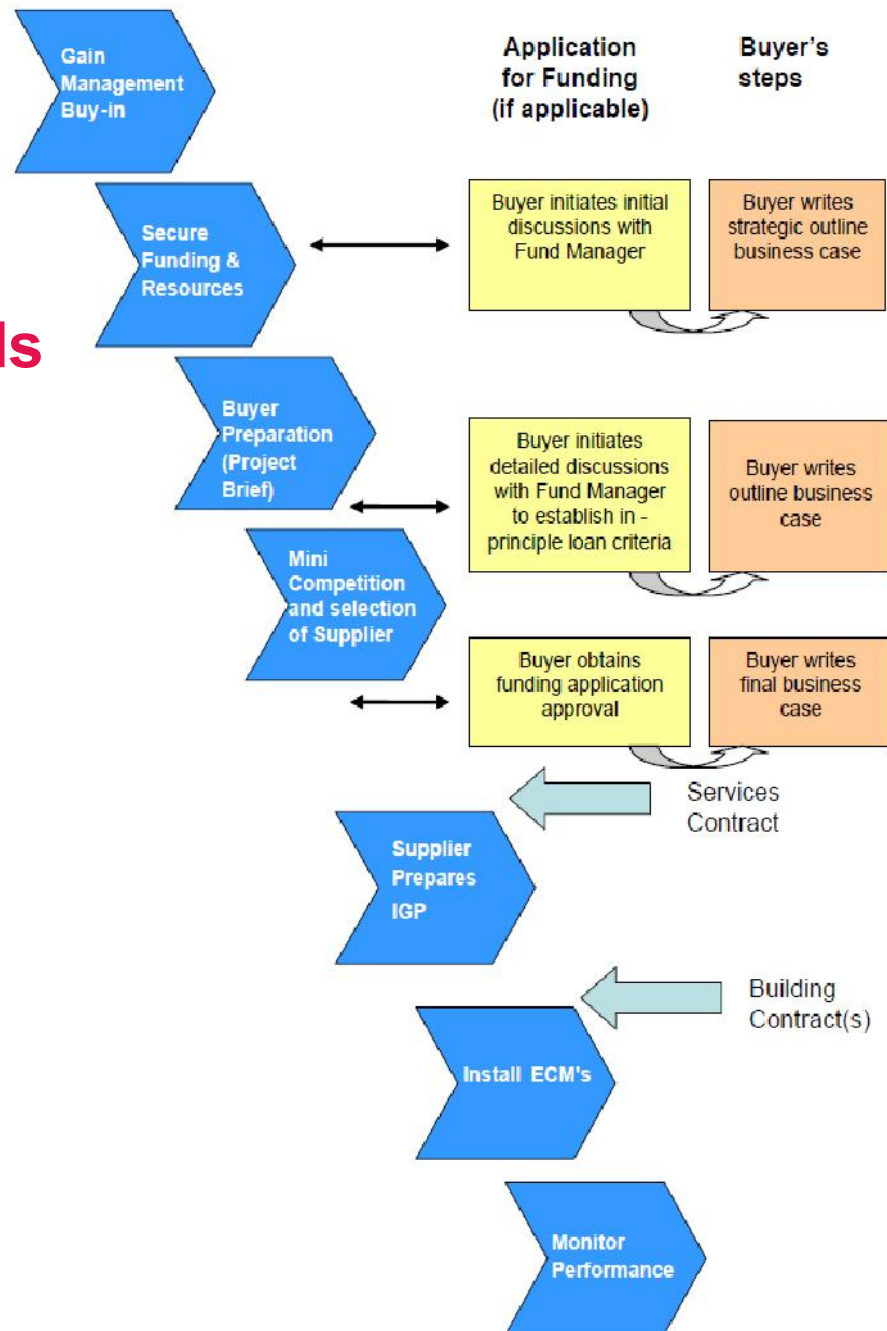 Gain
Management
Buy-in
Application
for Funding
(if applicable)
Buyer's
steps
Secure
Funding &
Resources
Buyer initiates initial
discussions with
Fund Manager
Buyer writes
strategic outline
business case
ls
Buyer
Preparation
(Project
Brief)
Buyer initiates
detailed discussions
with Fund Manager
to establish in -
principle loan criteria
Buyer writes
outline business
case
Mini
Competition
and selection
of Supplier
Buyer obtains
funding application
approval
Buyer writes
final business
case
Services
Contract
Supplier
Prepares
IGP
Building
Contract(s)
Install ECM's
Monitor
Performance